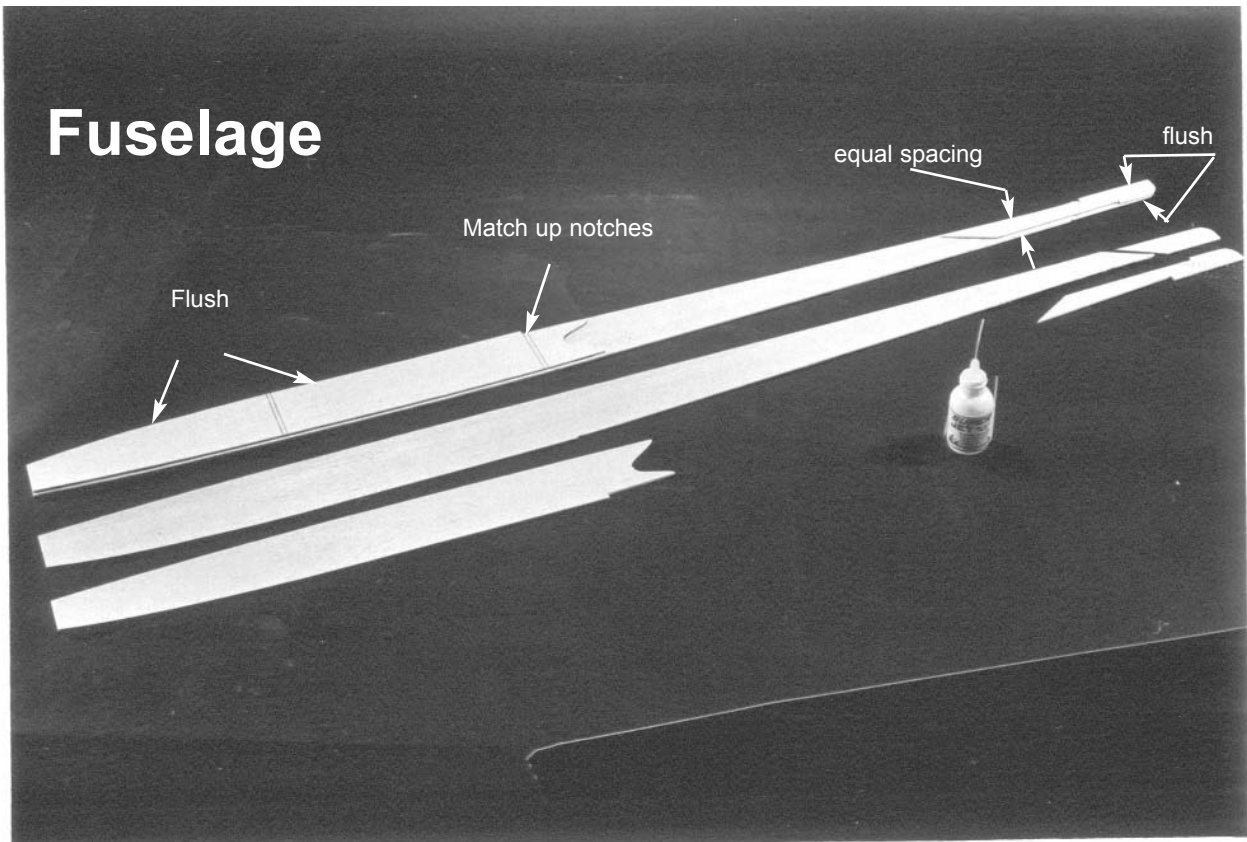 Fuselage
flush
equal spacing
Match up notches
Flush